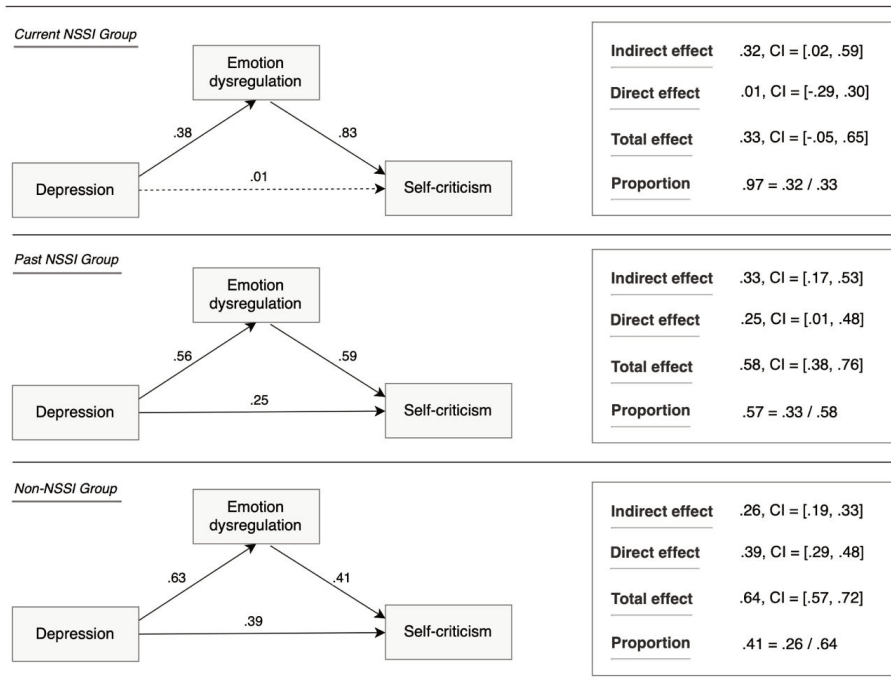 Current NSSI Group
Emotion
dysregulation
.38
.83
.01
Depression
Self-criticism
Indirect effect .32, CI = [.02, .59]
Direct effect .01, CI = [-.29, .30]
Total effect .33, CI = [-.05, .65]
Proportion .97 = .32 / .33
Past NSSI Group
Emotion
dysregulation
.56
.59
.25
Depression
Self-criticism
Indirect effect .33, CI = [.17, .53]
Direct effect .25, CI = [.01, .48]
Total effect .58, CI = [.38, .76]
Proportion .57 = .33 / .58
Non-NSSI Group
Emotion
dysregulation
.63
.41
.39
Depression
Self-criticism
Indirect effect .26, CI = [.19, .33]
Direct effect .39, CI = [.29, .48]
Total effect .64, CI = [.57, .72]
Proportion .41 = .26 / .64